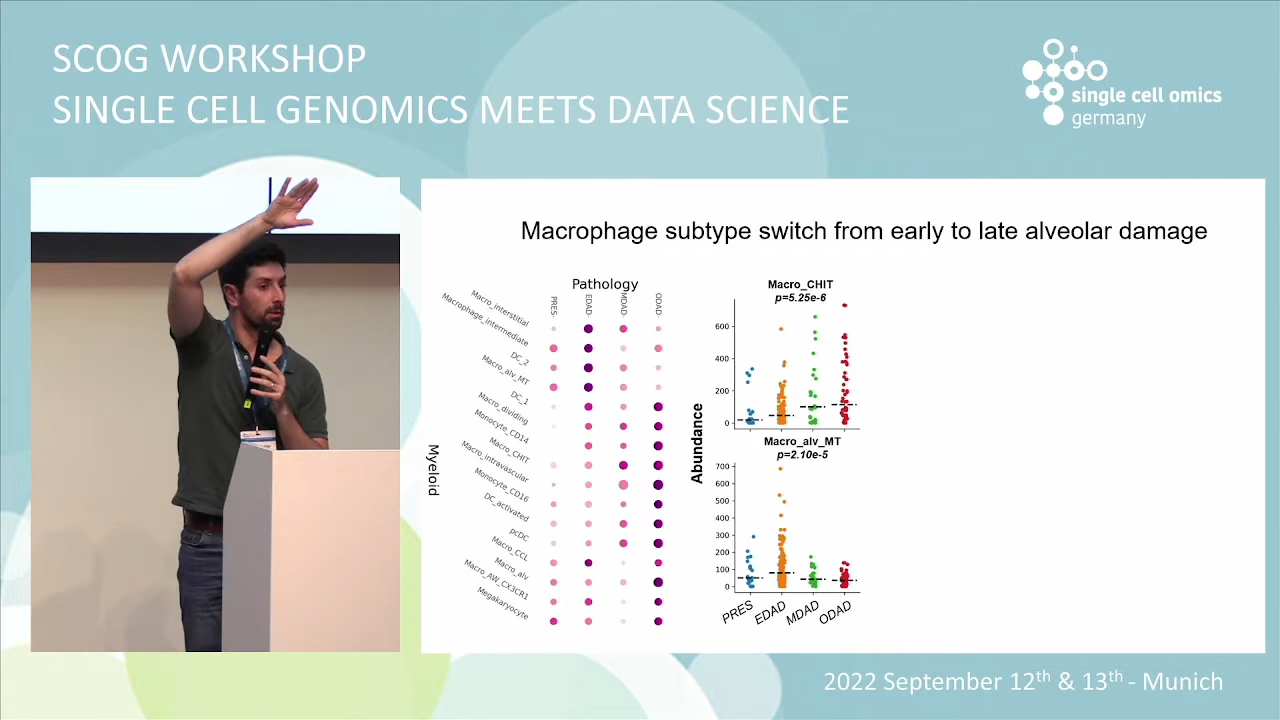 SCOG WORKSHOP
SINGLE CELL GENOMICS MEETS DATA SCIENCE
single cell omics
germany
Macrophage subtype switch from early to late alveolar damage
Pathology
PRES
EDAD
MDAD
ODAD
Myeloid
Macro_interstitial
Macrophage_intermediate
DC_2
Macro_alv_MT
DC_1
Macro_dividing
Monocyte_CD14
Macro_CHIT
Macro_intravascular
Monocyte_CD16
DC_activated
pcDC
Macro_CCL
Macro_alv
Macro_AW_CX3CR1
Megakaryocyte
Abundance
Macro_CHIT
p=5.25e-6
600
400
200
0
Macro_alv_MT
p=2.10e-5
700
600
500
400
300
200
100
0
PRES
EDAD
MDAD
ODAD
2022 September 12th & 13th - Munich